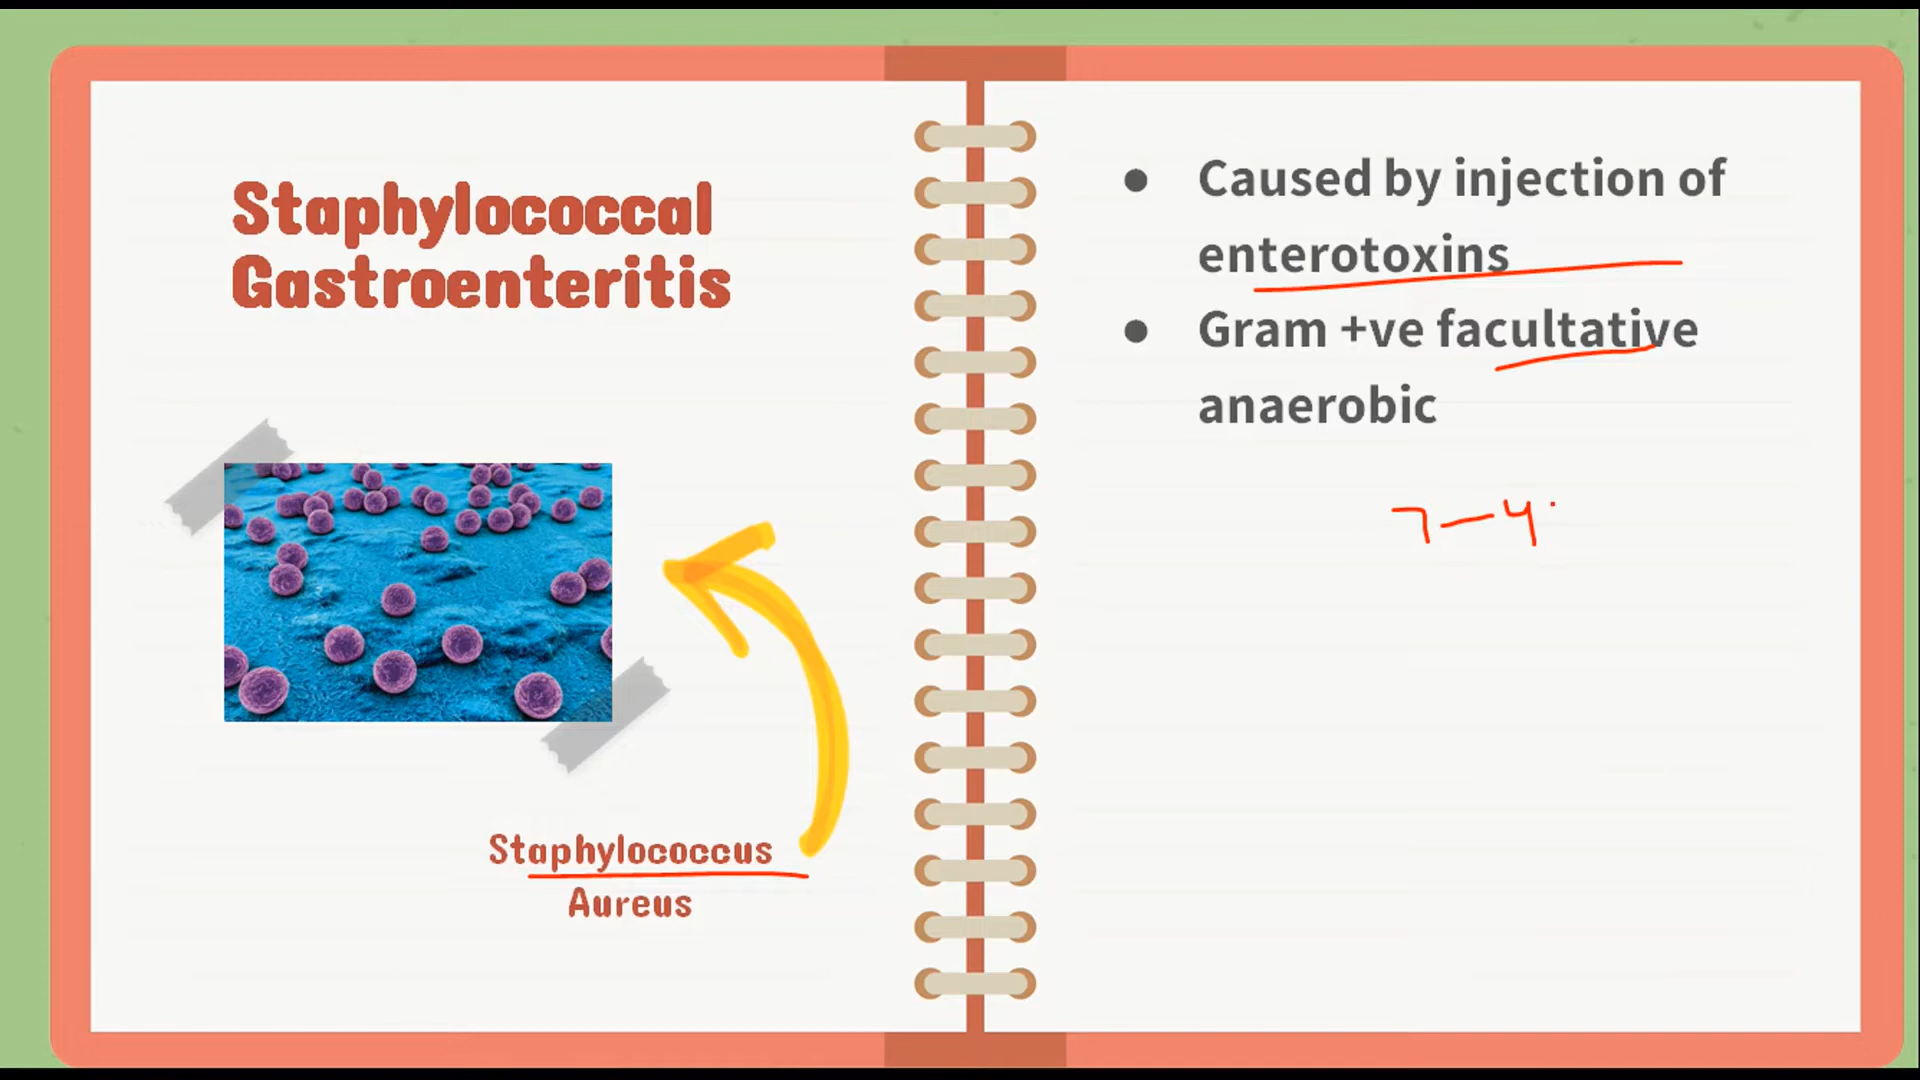 Staphylococcal
Gastroenteritis
Staphylococcus
Aureus
● Caused by injection of
enterotoxins
● Gram +ve facultative
anaerobic
7-4.